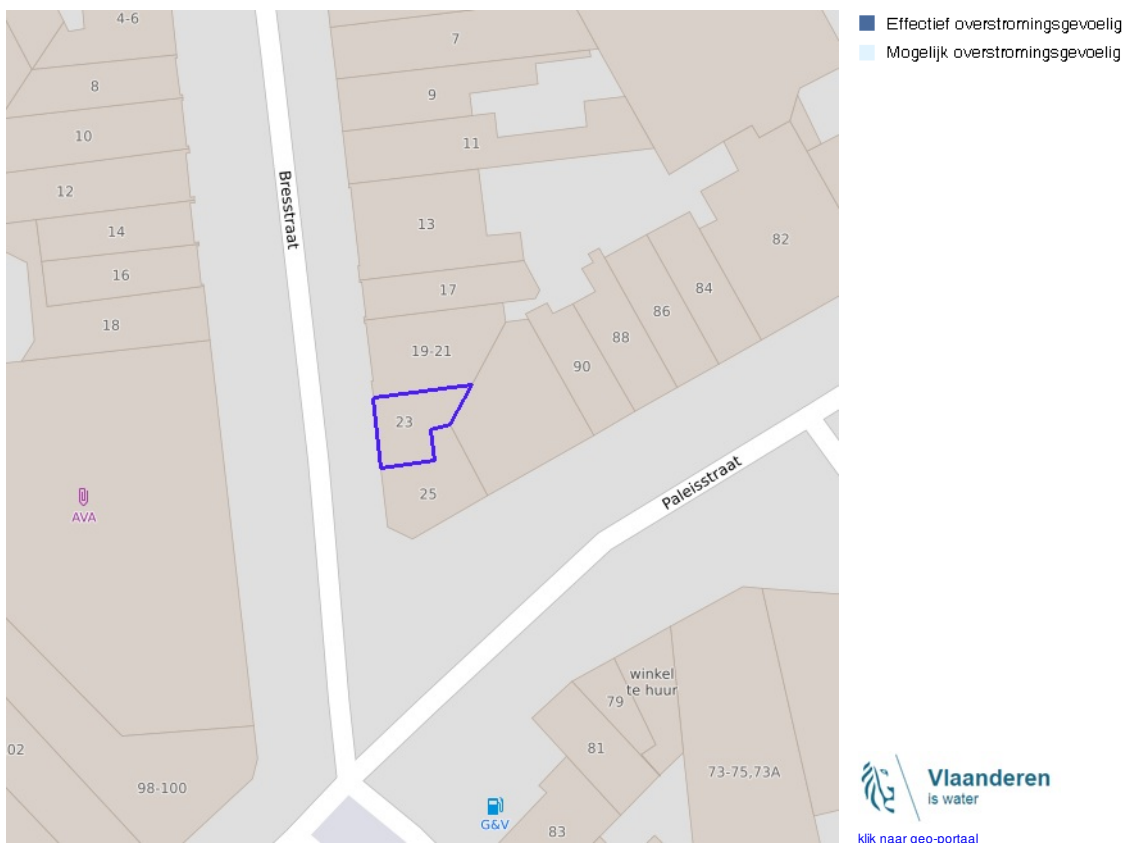 4-6
7
8
9
10
11
12
13
14
16
17
18
19-21
23
25
82
84
86
88
90
Bresstraat
Paleisstraat
AVA
winkel
te huur
79
81
73-75,73A
02
98-100
G&V
83
Effectief overstromingsgevoelig
Mogelijk overstromingsgevoelig
Vlaanderen
is water
klik naar geo-portaal